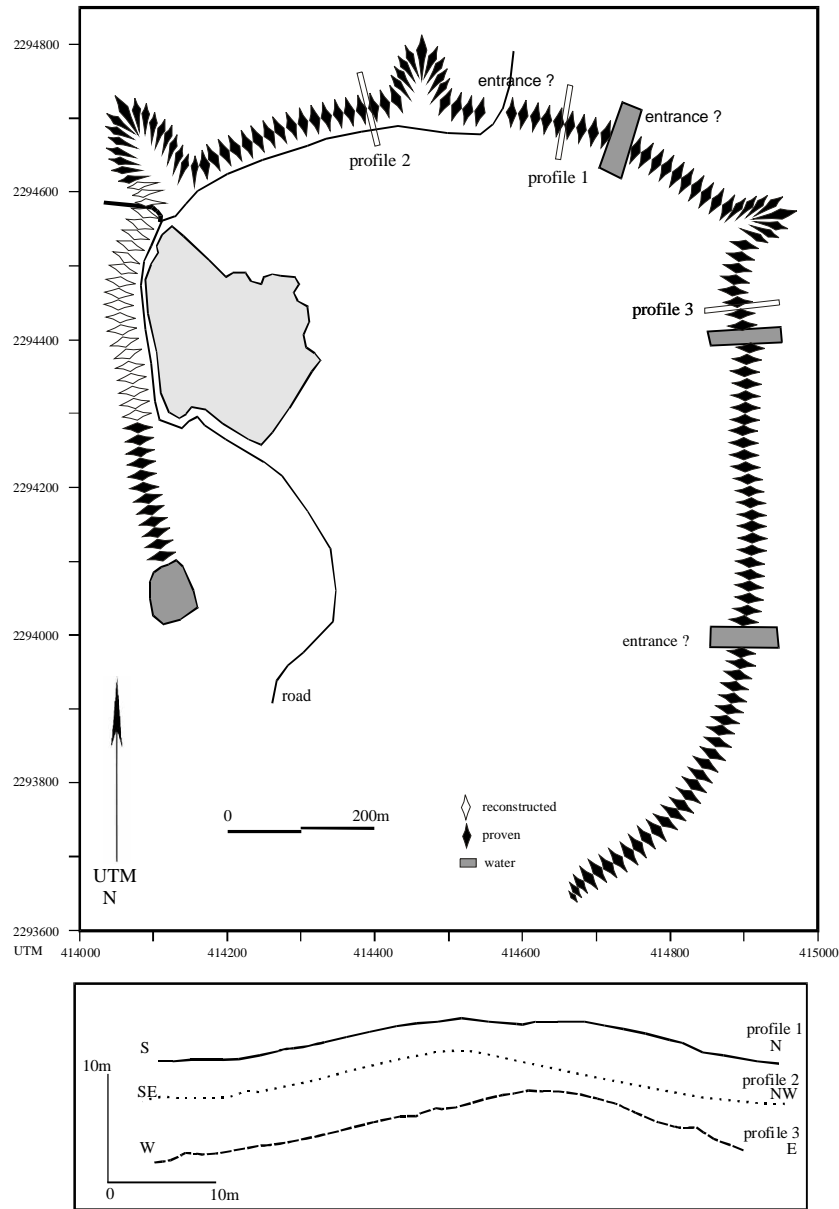 2294800
entrance ?
entrance ?
profile 2
profile 1
2294600
profile 3
2294400
2294200
2294000
entrance ?
road
2293800
0 200m
reconstructed
proven
water
UTM
N
2293600
UTM
414000 414200 414400 414600 414800 415000
S
profile 1
N
10m
SE
profile 2
NW
W
profile 3
E
0 10m